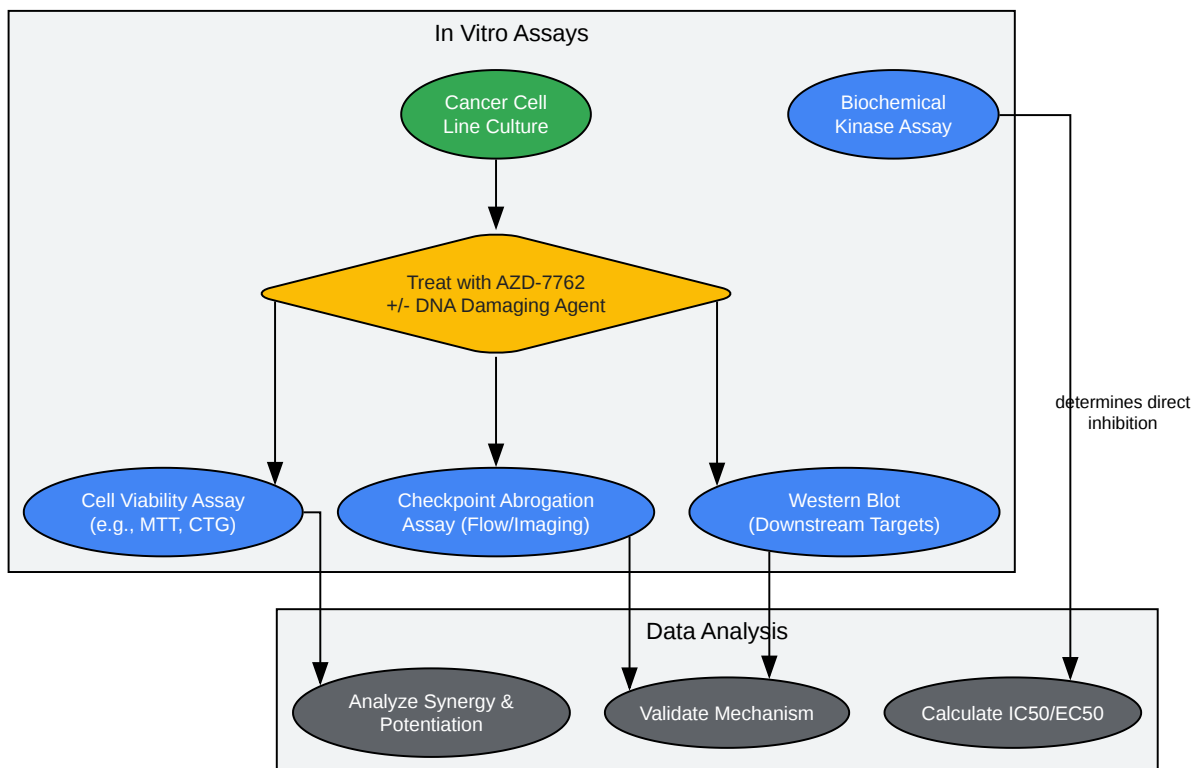 In Vitro Assays
Cancer Cell
Line Culture
Biochemical
Kinase Assay
Treat with AZD-7762
+/- DNA Damaging Agent
determines direct
inhibition
Cell Viability Assay
(e.g., MTT, CTG)
Checkpoint Abrogation
Assay (Flow/Imaging)
Western Blot
(Downstream Targets)
Data Analysis
Analyze Synergy &
Potentiation
Validate Mechanism
Calculate IC50/EC50